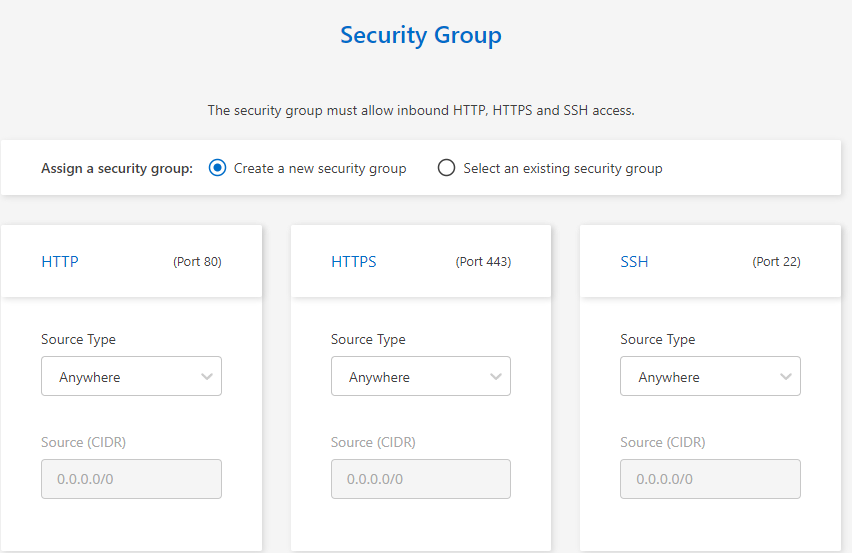 Security Group
The security group must allow inbound HTTP, HTTPS and SSH access.
Assign a security group: Create a new security group Select an existing security group
HTTP (Port 80) HTTPS (Port 443) SSH (Port 22)
Source Type Source Type Source Type
Anywhere Anywhere Anywhere
Source (CIDR) Source (CIDR) Source (CIDR)
0.0.0.0/0 0.0.0.0/0 0.0.0.0/0